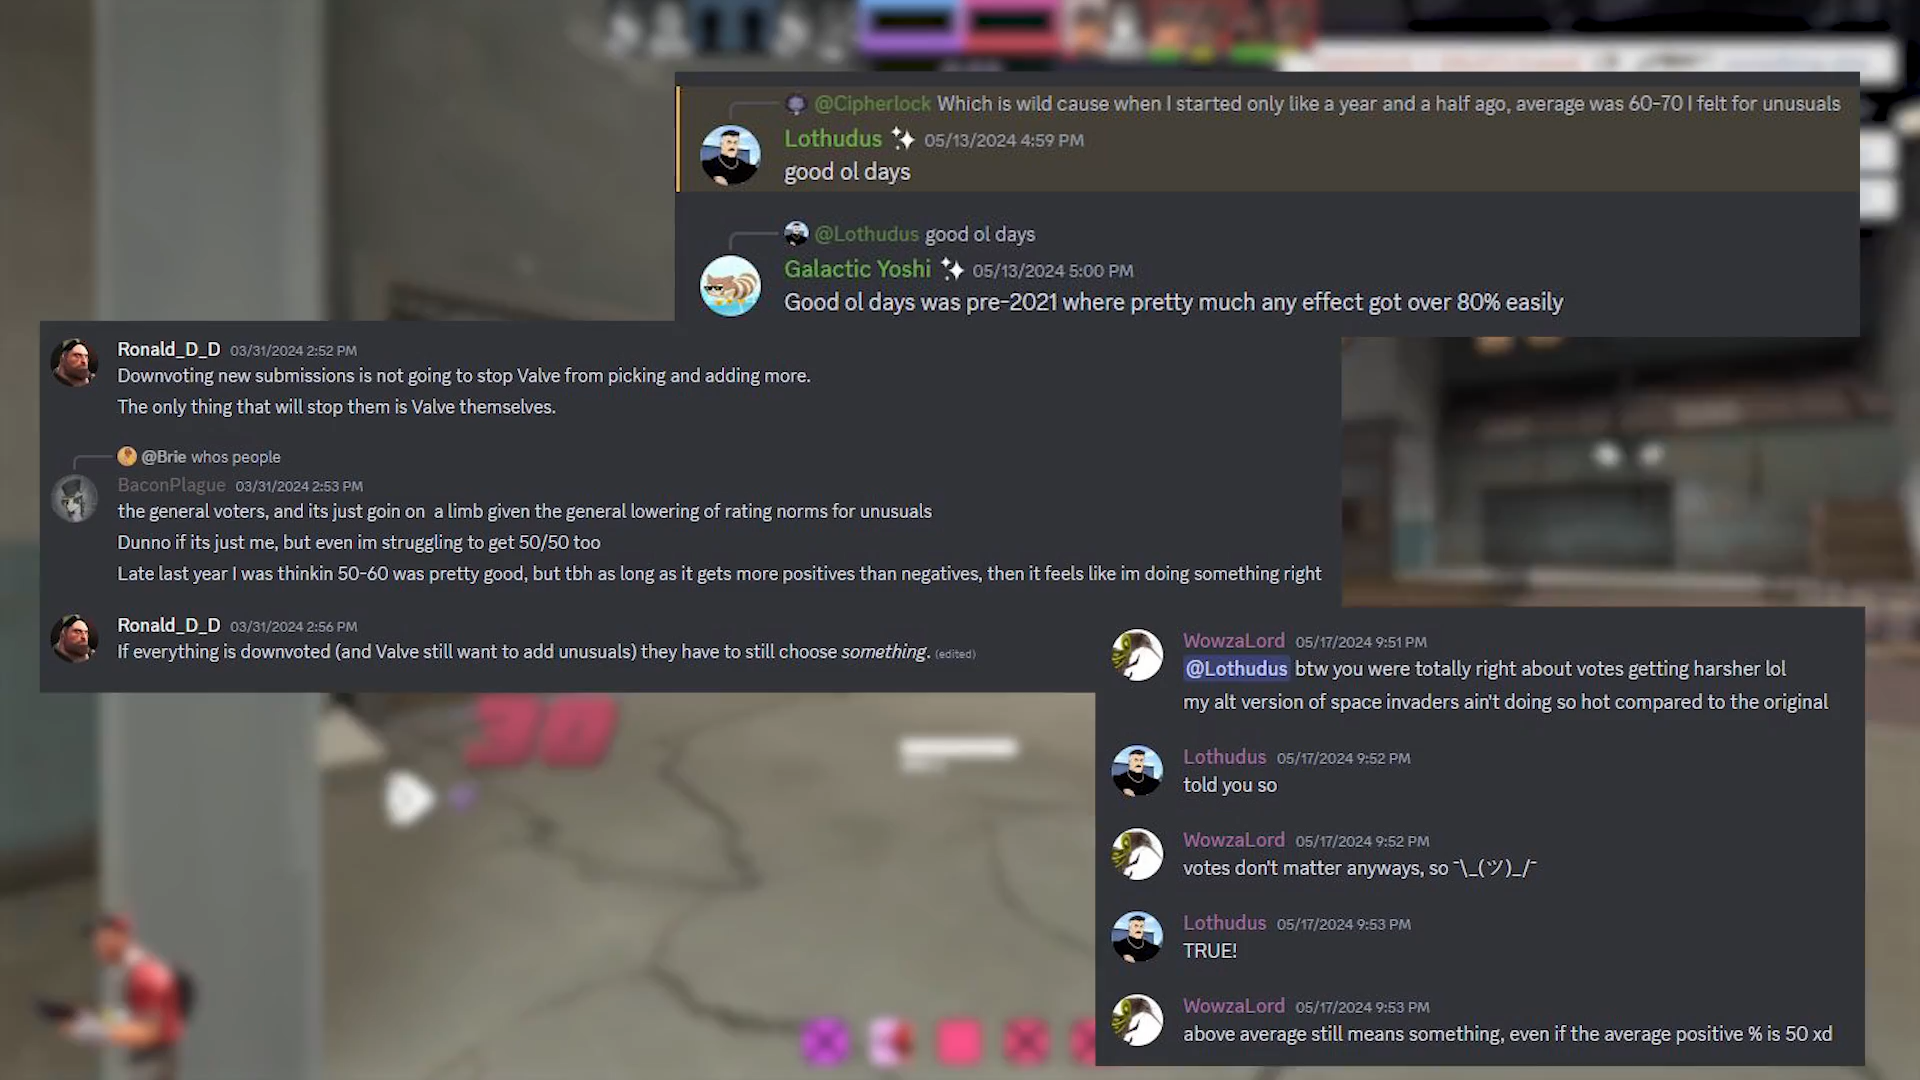 @Cipherlock Which is wild cause when I started only like a year and a half ago, average was 60-70 I felt for unusuals
Lothudus 05/13/2024 4:59 PM
good ol days
@Lothudus good ol days
Galactic Yoshi 05/13/2024 5:00 PM
Good ol days was pre-2021 where pretty much any effect got over 80% easily
Ronald_D_D 03/31/2024 2:52 PM
Downvoting new submissions is not going to stop Valve from picking and adding more.
The only thing that will stop them is Valve themselves.
@Brie whos people
BaconPlague 03/31/2024 2:53 PM
the general voters, and its just goin on a limb given the general lowering of rating norms for unusuals
Dunno if its just me, but even im struggling to get 50/50 too
Late last year I was thinkin 50-60 was pretty good, but tbh as long as it gets more positives than negatives, then it feels like im doing something right
Ronald_D_D 03/31/2024 2:56 PM
If everything is downvoted (and Valve still want to add unusuals) they have to still choose something. (edited)
WowzaLord 05/17/2024 9:51 PM
@Lothudus btw you were totally right about votes getting harsher lol
my alt version of space invaders ain't doing so hot compared to the original
Lothudus 05/17/2024 9:52 PM
told you so
WowzaLord 05/17/2024 9:52 PM
votes don't matter anyways, so ¯\_(ツ)_/¯
Lothudus 05/17/2024 9:53 PM
TRUE!
WowzaLord 05/17/2024 9:53 PM
above average still means something, even if the average positive % is 50 xd
30